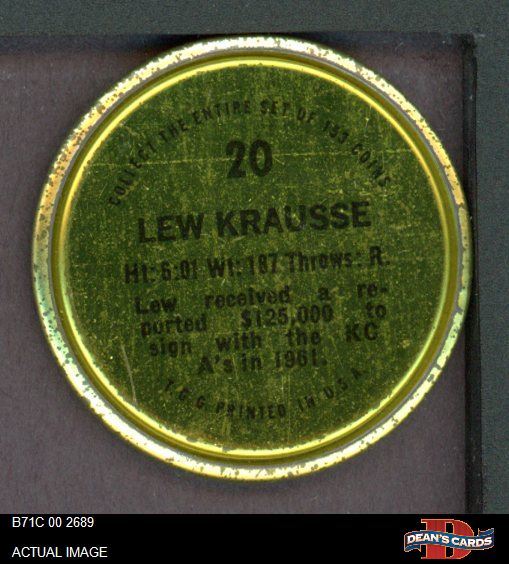 COLLECT THE ENTIRE SET OF 153 COINS
20
LEW KRAUSSE
Ht: 6:01 Wt: 187 Throws: R.
Lew received a re-
ported $125,000 to
sign with the KC
A's in 1961.
T.C.G PRINTED IN U.S.A.
B71C 00 2689
ACTUAL IMAGE
D
DEAN'S CARDS